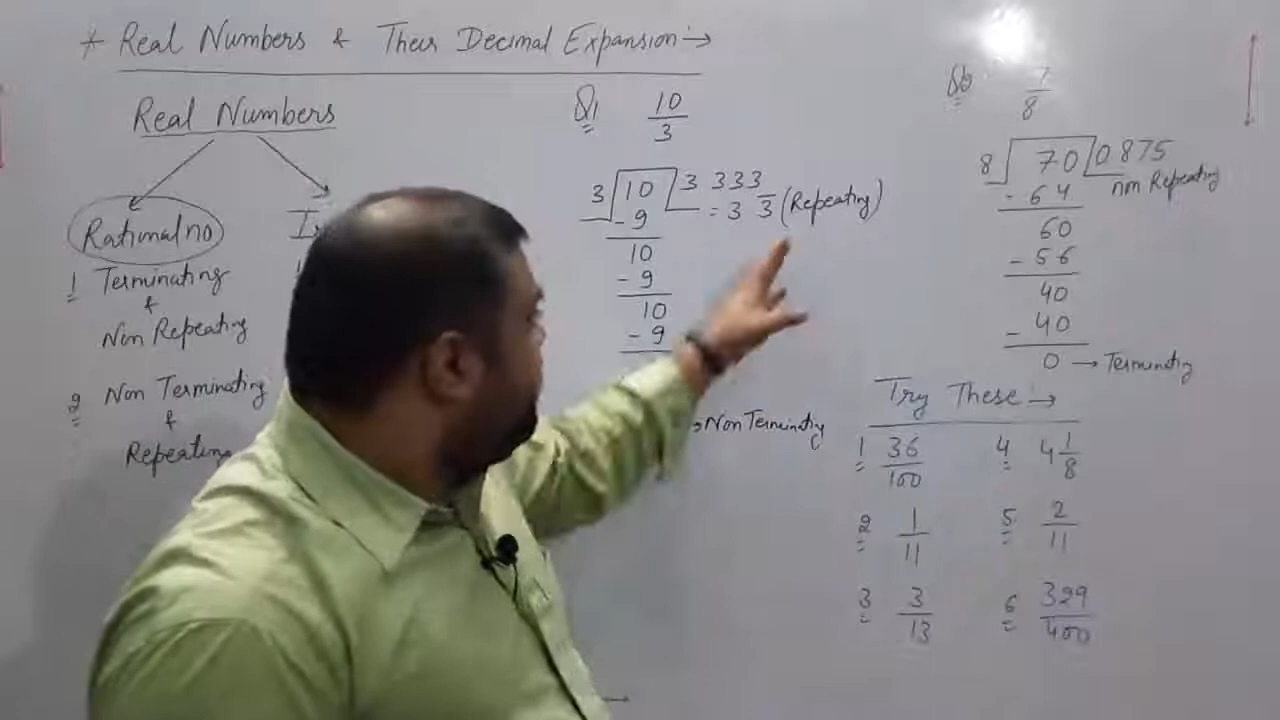 * Real Numbers & Their Decimal Expansion :→
Real Numbers
Rational no
1 Terminating
&
Non Repeating
2 Non Terminating
&
Repeating
Q1 10/3
3 10 3 333
= 3 3̅ (Repeating)
- 9
10
- 9
10
- 9
Non Terminating
Q2 7/8
8 70 0 875
non Repeating
- 64
60
- 56
40
- 40
0 → Terminating
Try These :→
1 36/100 4 4 1/8
2 1/11 5 2/11
3 3/13 6 329/400